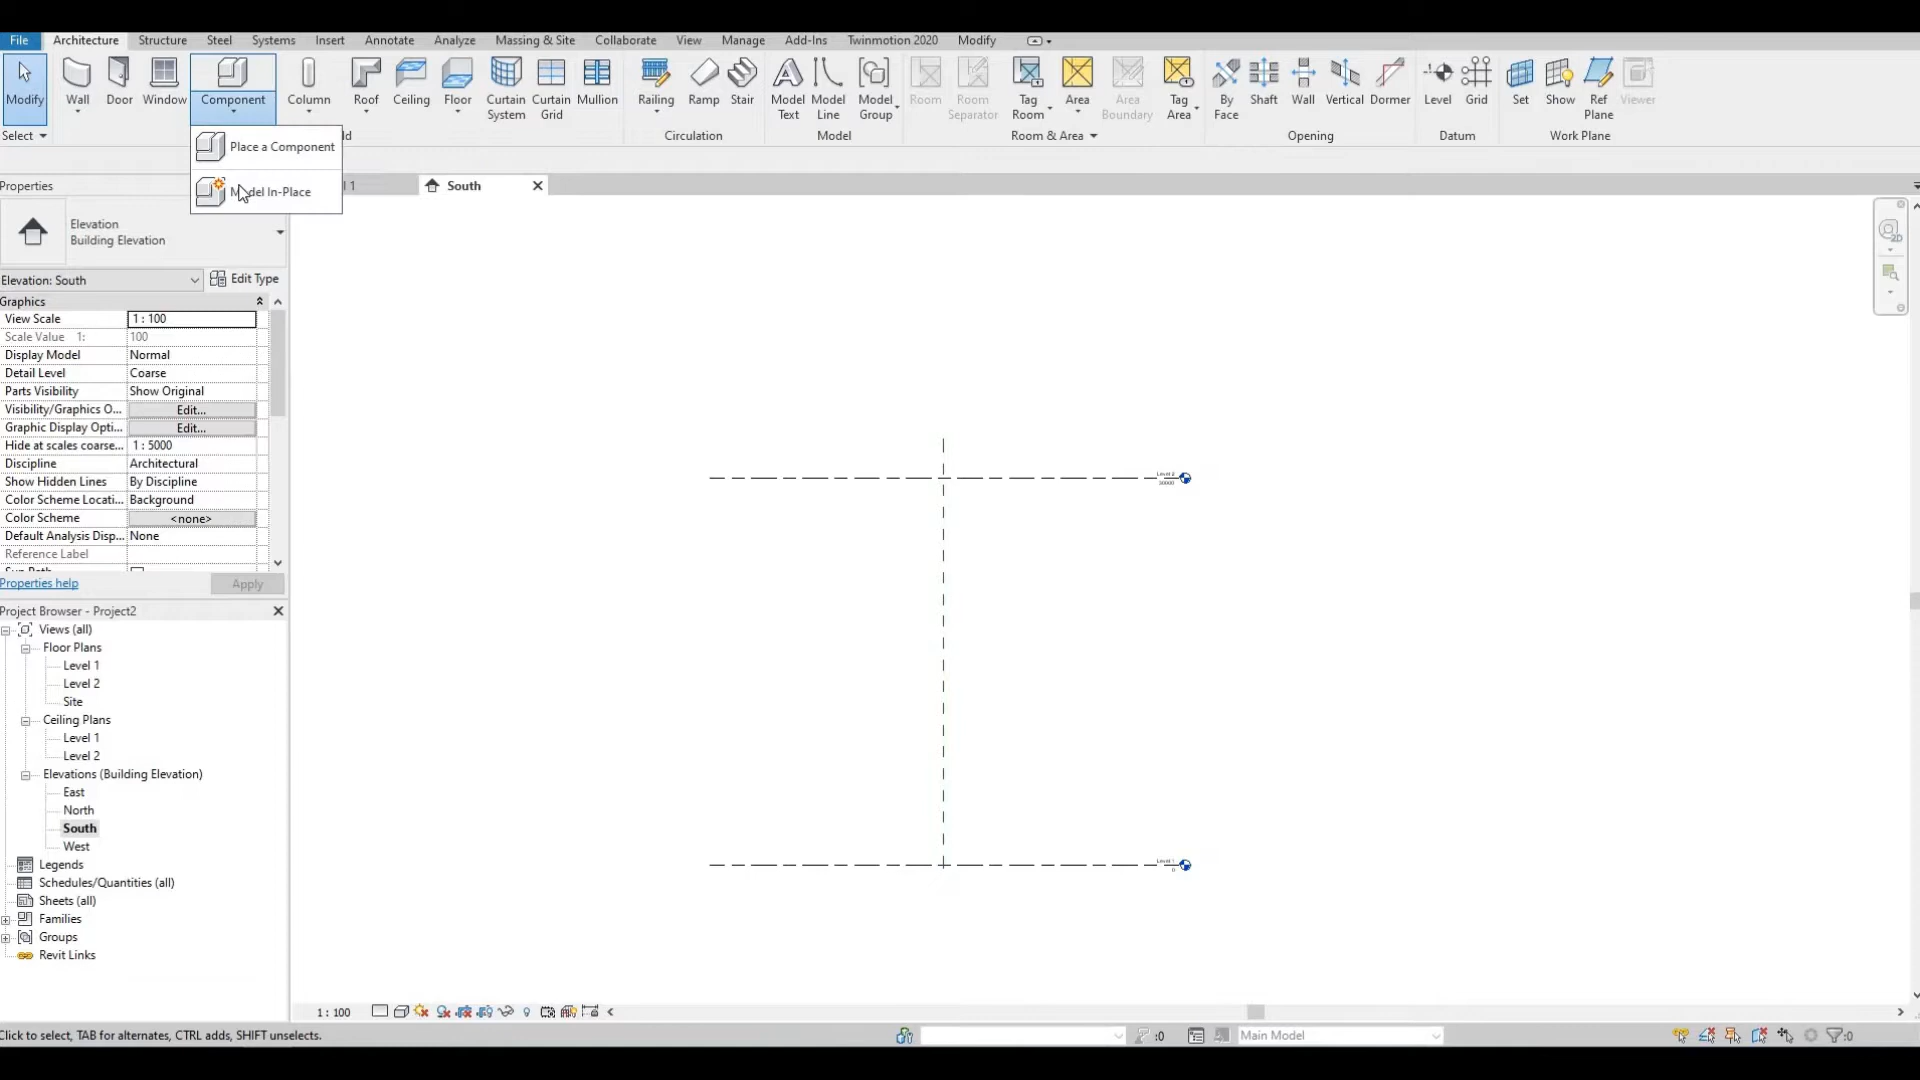 File Architecture Structure Steel Systems Insert Annotate Analyze Massing & Site Collaborate View Manage Add-Ins Twinmotion 2020 Modify
Modify Wall Door Window Component Column Roof Ceiling Floor Curtain System Curtain Grid Mullion Railing Ramp Stair Model Text Model Line Model Group Room Room Separator Tag Room Area Area Boundary Tag Area By Face Shaft Wall Vertical Dormer Level Grid Set Show Ref Plane Viewer
Select Circulation Model Room & Area Opening Datum Work Plane
Place a Component
Model In-Place
Properties
South
Elevation
Building Elevation
Elevation: South Edit Type
Graphics
View Scale 1 : 100
Scale Value 1: 100
Display Model Normal
Detail Level Coarse
Parts Visibility Show Original
Visibility/Graphics O... Edit...
Graphic Display Opti... Edit...
Hide at scales coarse... 1 : 5000
Discipline Architectural
Show Hidden Lines By Discipline
Color Scheme Locati... Background
Color Scheme <none>
Default Analysis Disp... None
Reference Label
Properties help Apply
Project Browser - Project2
Views (all)
Floor Plans
Level 1
Level 2
Site
Ceiling Plans
Level 1
Level 2
Elevations (Building Elevation)
East
North
South
West
Legends
Schedules/Quantities (all)
Sheets (all)
Families
Groups
Revit Links
Level 2
30000
Level 1
0
2D
1 : 100
Click to select, TAB for alternates, CTRL adds, SHIFT unselects. :0 Main Model :0